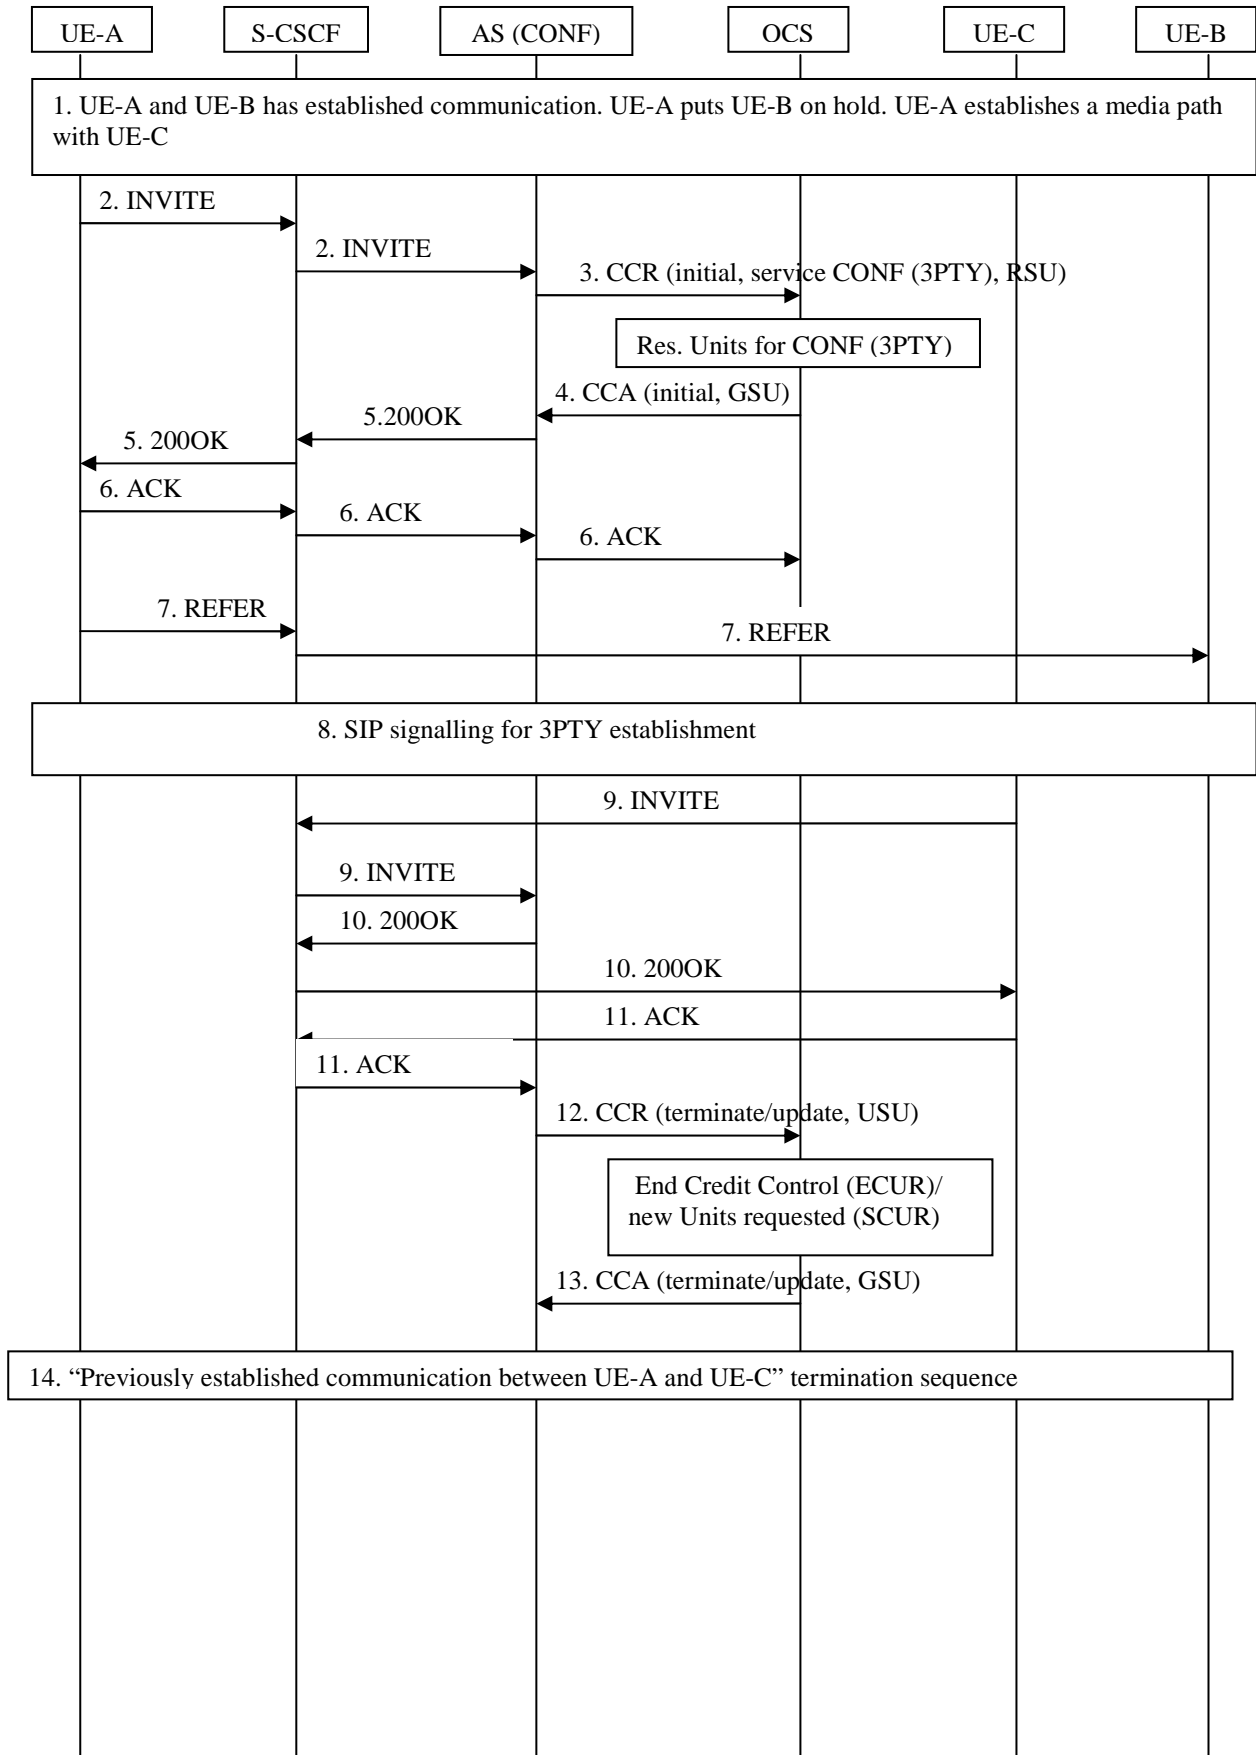 UE-A
S-CSCF
AS (CONF)
OCS
UE-C
UE-B
1. UE-A and UE-B has established communication. UE-A puts UE-B on hold. UE-A establishes a media path
with UE-C
2. INVITE
2. INVITE
3. CCR (initial, service CONF (3PTY), RSU)
Res. Units for CONF (3PTY)
4. CCA (initial, GSU)
5.200OK
5. 200OK
6. ACK
6. ACK
6. ACK
7. REFER
7. REFER
8. SIP signalling for 3PTY establishment
9. INVITE
9. INVITE
10. 200OK
10. 200OK
11. ACK
11. ACK
12. CCR (terminate/update, USU)
End Credit Control (ECUR)/
new Units requested (SCUR)
13. CCA (terminate/update, GSU)
14. “Previously established communication between UE-A and UE-C” termination sequence